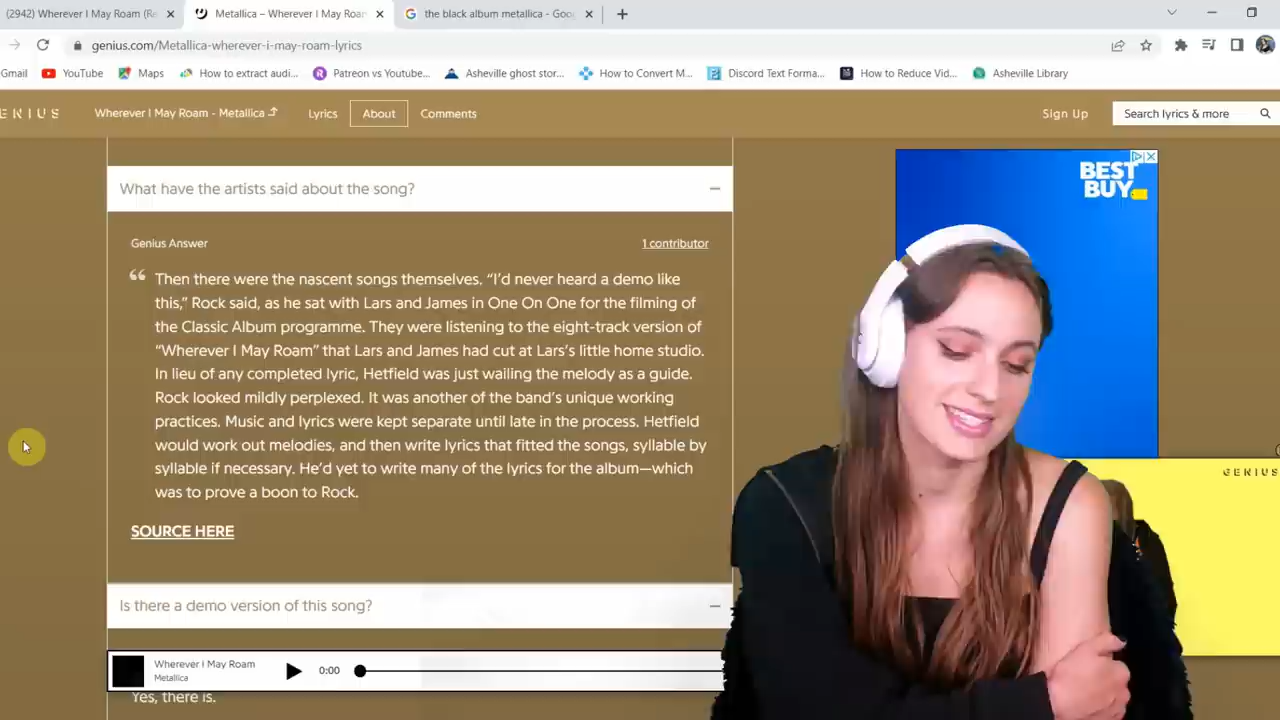 (2942) Wherever I May Roam (Re
Metallica – Wherever I May Roam
the black album metallica - Goo
genius.com/Metallica-wherever-i-may-roam-lyrics
Gmail
YouTube
Maps
How to extract audi...
Patreon vs Youtube...
Asheville ghost stor...
How to Convert M...
Discord Text Forma...
How to Reduce Vid...
Asheville Library
ENIUS
Wherever I May Roam - Metallica
Lyrics
About
Comments
Sign Up
Search lyrics & more
What have the artists said about the song?
BEST
BUY
Genius Answer
1 contributor
“ Then there were the nascent songs themselves. “I’d never heard a demo like
this,” Rock said, as he sat with Lars and James in One On One for the filming of
the Classic Album programme. They were listening to the eight-track version of
“Wherever I May Roam” that Lars and James had cut at Lars’s little home studio.
In lieu of any completed lyric, Hetfield was just wailing the melody as a guide.
Rock looked mildly perplexed. It was another of the band’s unique working
practices. Music and lyrics were kept separate until late in the process. Hetfield
would work out melodies, and then write lyrics that fitted the songs, syllable by
syllable if necessary. He’d yet to write many of the lyrics for the album—which
was to prove a boon to Rock.
GENIUS
SOURCE HERE
Is there a demo version of this song?
Wherever I May Roam
Metallica
0:00
Yes, there is.